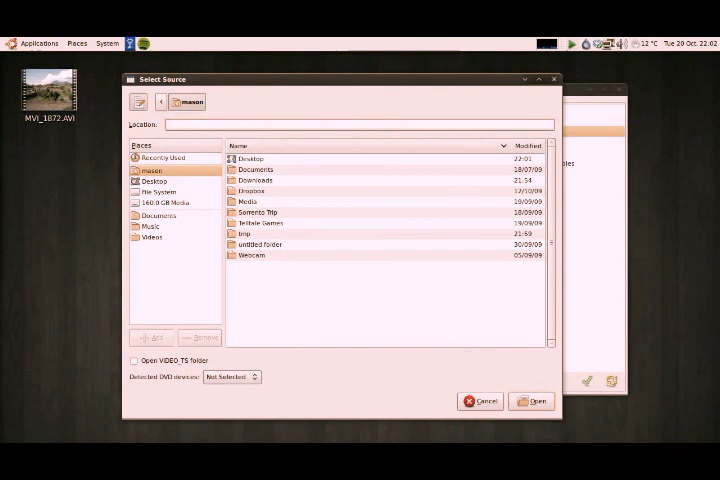 Applications Places System 12 °C Tue 20 Oct. 22:02
MVI_1872.AVI
Select Source
mason
Location:
Places
Recently Used
mason
Desktop
File System
160.0 GB Media
Documents
Music
Videos
Name Modified
Desktop 22:01
Documents 18/07/09
Downloads 21:54
Dropbox 12/10/09
Media 19/09/09
Sorrento Trip 18/09/09
Telltale Games 19/09/09
tmp 21:59
untitled folder 30/09/09
Webcam 05/09/09
bles
Add Remove
Open VIDEO_TS folder
Detected DVD devices: Not Selected
Cancel Open